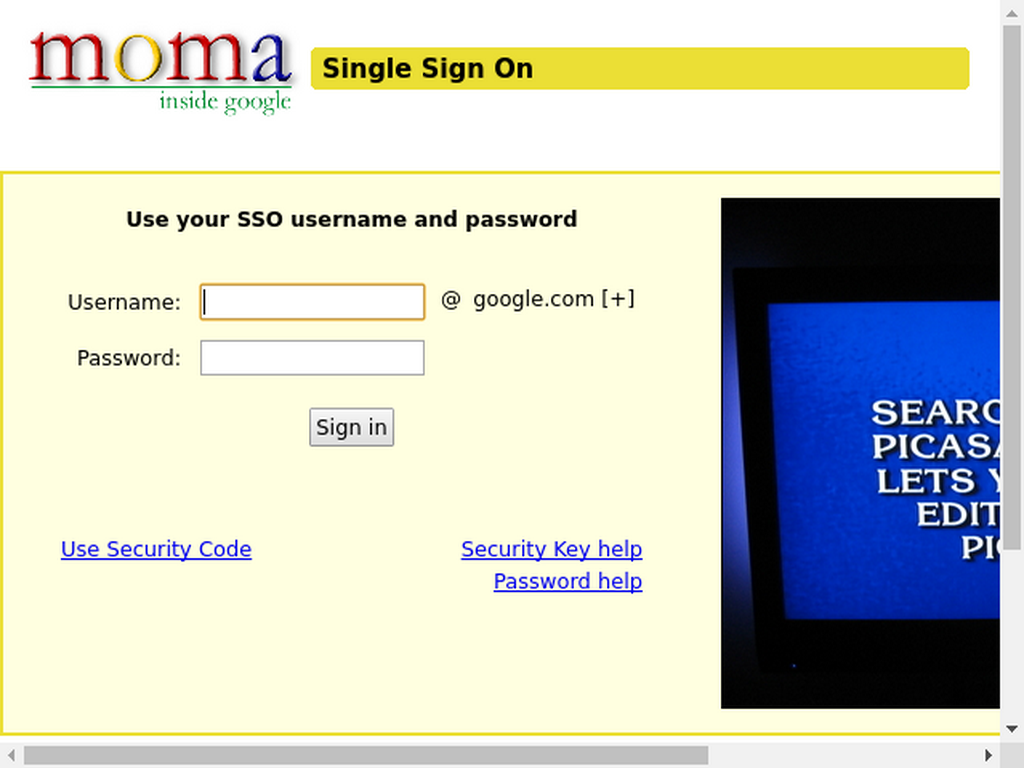 moma
inside google
Single Sign On
Use your SSO username and password
Username:
@ google.com [+]
Password:
Sign in
Use Security Code
Security Key help
Password help
SEARC
PICASA
LETS Y
EDIT
PIC